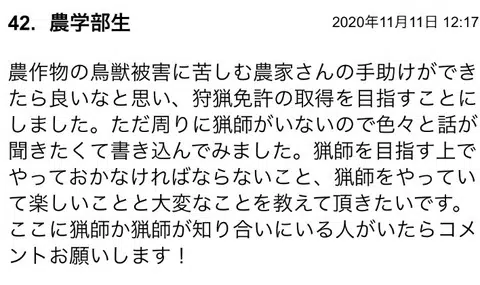 42. 農学部生 2020年11月11日 12:17
農作物の鳥獣被害に苦しむ農家さんの手助けができ
たら良いなと思い、狩猟免許の取得を目指すことに
しました。ただ周りに猟師がいないので色々と話が
聞きたくて書き込んでみました。猟師を目指す上で
やっておかなければならないこと、猟師をやってい
て楽しいことと大変なことを教えて頂きたいです。
ここに猟師か猟師が知り合いにいる人がいたらコメ
ントお願いします！